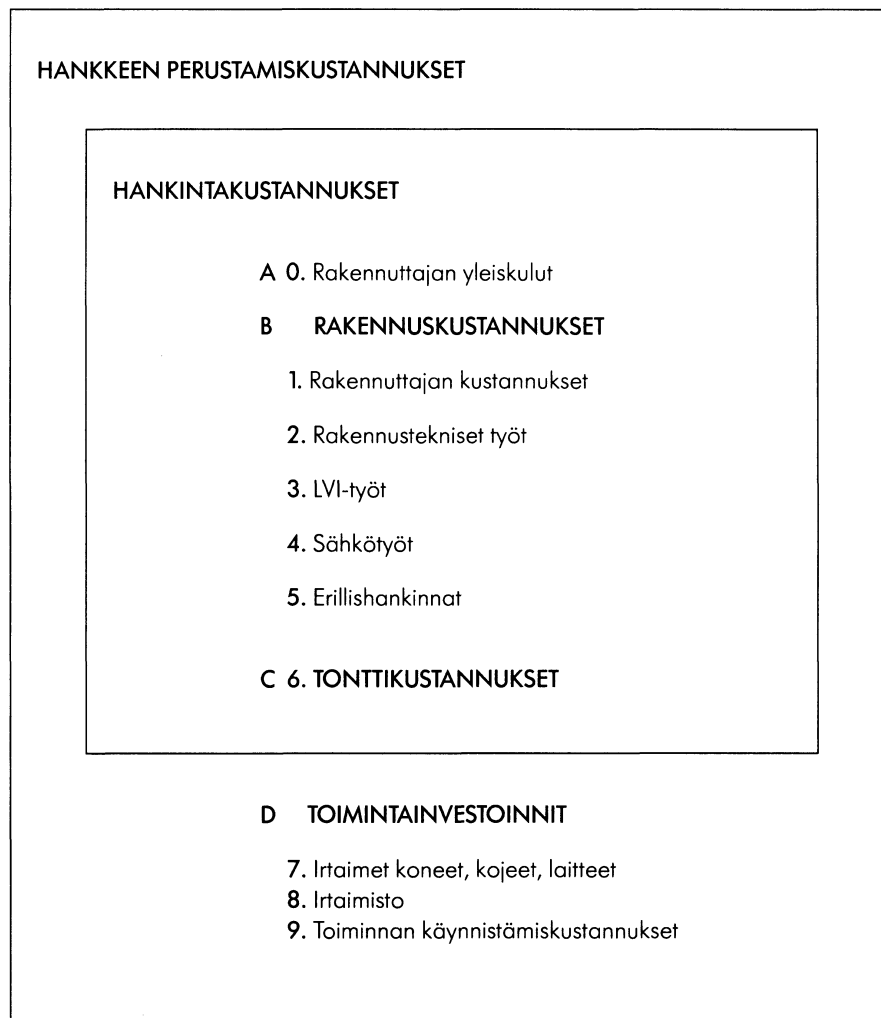 HANKKEEN PERUSTAMISKUSTANNUKSET
HANKINTAKUSTANNUKSET
A 0. Rakennuttajan yleiskulut
B RAKENNUSKUSTANNUKSET
1. Rakennuttajan kustannukset
2. Rakennustekniset työt
3. LVI-työt
4. Sähkötyöt
5. Erillishankinnat
C 6. TONTTIKUSTANNUKSET
D TOIMINTAINVESTOINNIT
7. Irtaimet koneet, kojeet, laitteet
8. Irtaimisto
9. Toiminnan käynnistämiskustannukset